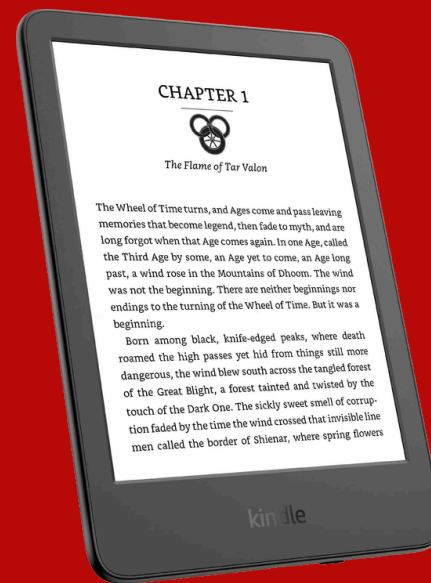 CHAPTER 1
The Flame of Tar Valon
The Wheel of Time turns, and Ages come and pass leaving
memories that become legend, then fade to myth, and are
long forgot when that Age comes again. In one Age, called
the Third Age by some, an Age yet to come, an Age long
past, a wind rose in the Mountains of Dhoom. The wind
was not the beginning. There are neither beginnings nor
endings to the turning of the Wheel of Time. But it was a
beginning.
Born among black, knife-edged peaks, where death
roamed the high passes yet hid from things still more
dangerous, the wind blew south across the tangled forest
of the Great Blight, a forest tainted and twisted by the
touch of the Dark One. The sickly sweet smell of corrup-
tion faded by the time the wind crossed that invisible line
men called the border of Shienar, where spring flowers
kindle